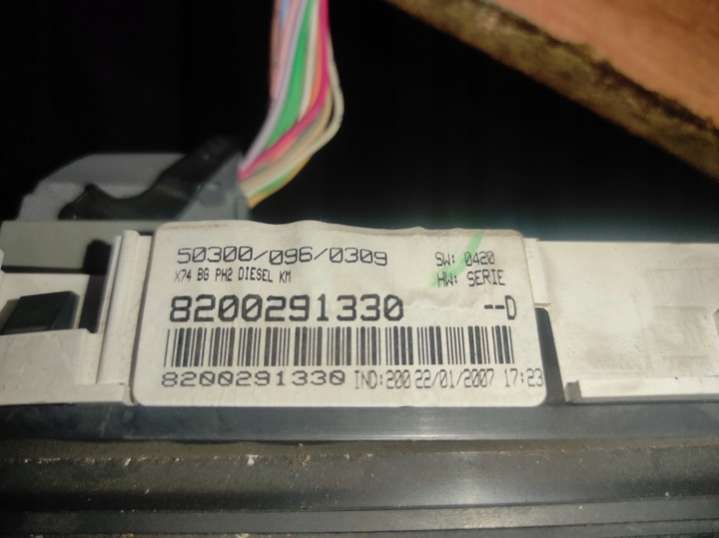 50300/096/0309 SW: 0420
X74 BG PH2 DIESEL KM HW: SERIE
8200291330 --D
8200291330 IND:200 22/01/2007 17:23